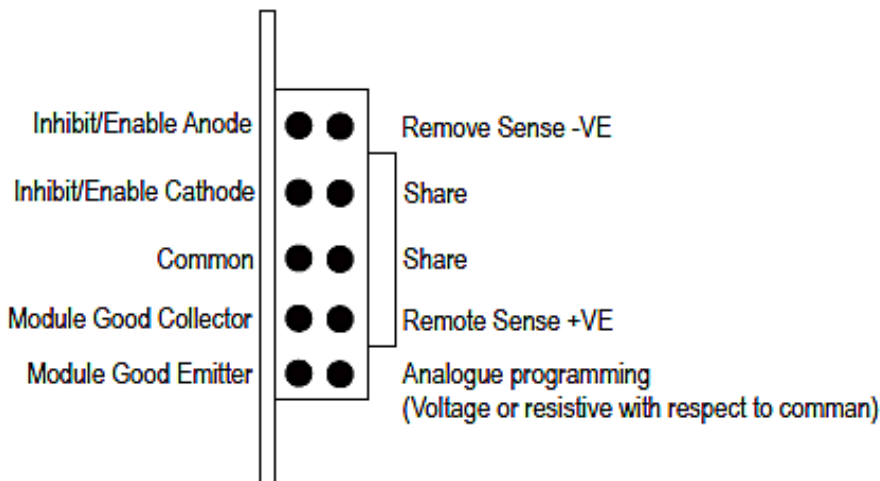 Inhibit/Enable Anode Remove Sense -VE
Inhibit/Enable Cathode Share
Common Share
Module Good Collector Remote Sense +VE
Module Good Emitter Analogue programming
(Voltage or resistive with respect to comman)